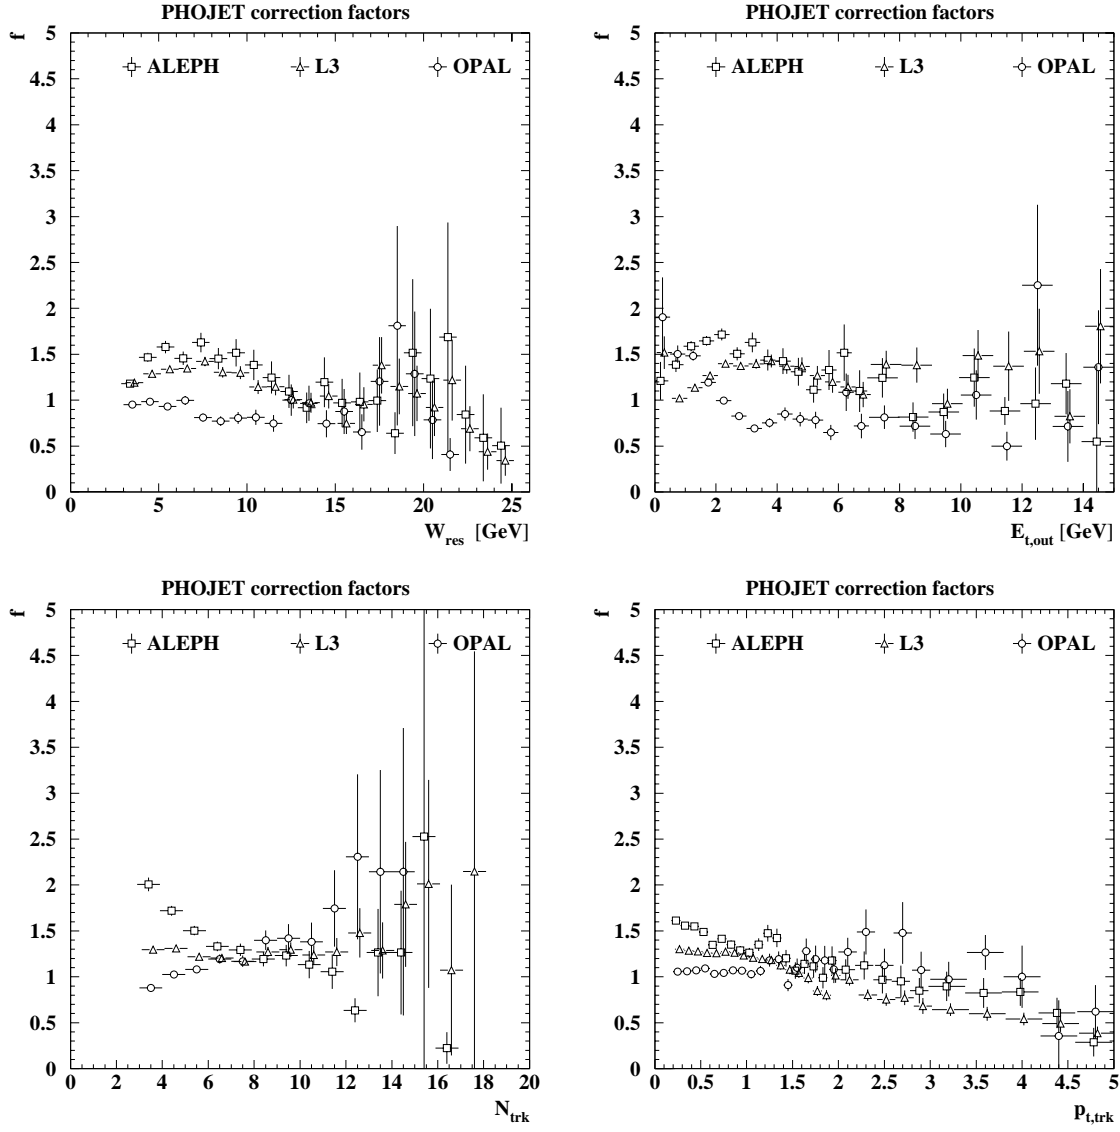 PHOJET correction factors
f
5
4.5
4
3.5
3
2.5
2
1.5
1
0.5
0
ALEPH L3 OPAL
0 5 10 15 20 25
W_res [GeV]
PHOJET correction factors
f
5
4.5
4
3.5
3
2.5
2
1.5
1
0.5
0
ALEPH L3 OPAL
0 2 4 6 8 10 12 14
E_t,out [GeV]
PHOJET correction factors
f
5
4.5
4
3.5
3
2.5
2
1.5
1
0.5
0
ALEPH L3 OPAL
0 2 4 6 8 10 12 14 16 18 20
N_trk
PHOJET correction factors
f
5
4.5
4
3.5
3
2.5
2
1.5
1
0.5
0
ALEPH L3 OPAL
0 0.5 1 1.5 2 2.5 3 3.5 4 4.5 5
p_t,trk